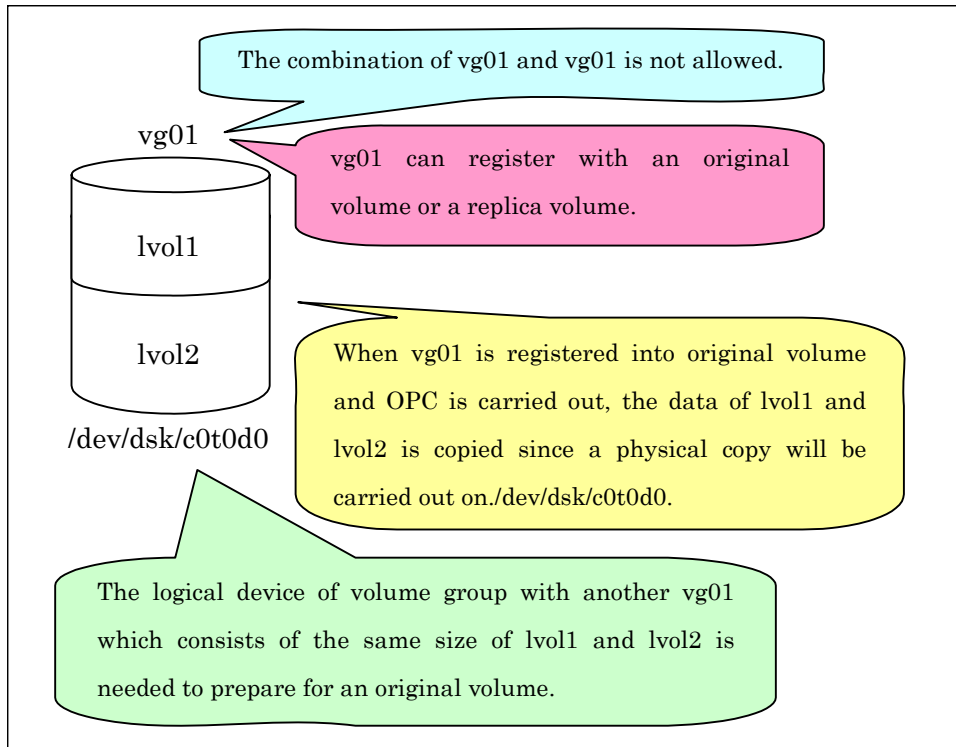 The combination of vg01 and vg01 is not allowed.
vg01
vg01 can register with an original
volume or a replica volume.
lvol1
lvol2
When vg01 is registered into original volume
and OPC is carried out, the data of lvol1 and
lvol2 is copied since a physical copy will be
carried out on./dev/dsk/c0t0d0.
/dev/dsk/c0t0d0
The logical device of volume group with another vg01
which consists of the same size of lvol1 and lvol2 is
needed to prepare for an original volume.